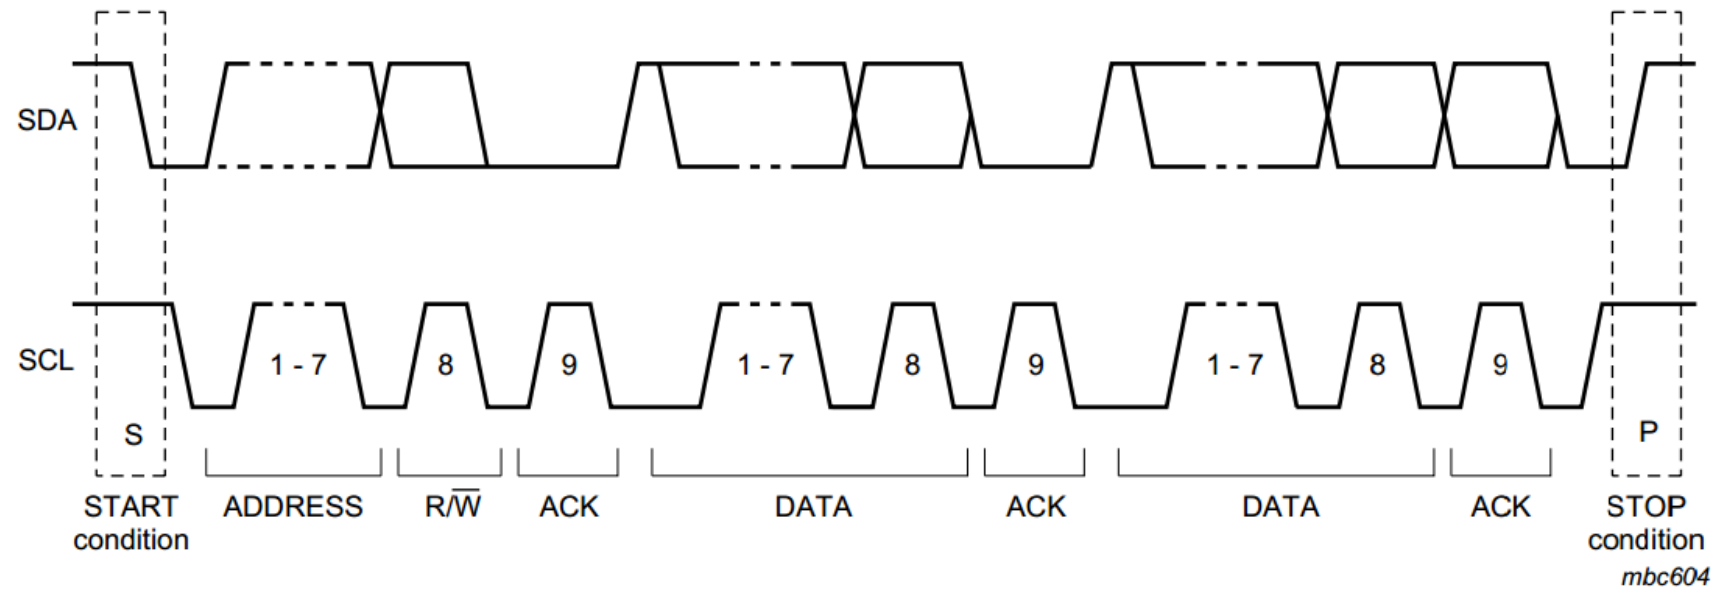 SDA
SCL
1 - 7
8
9
1 - 7
8
9
1 - 7
8
9
S
P
START
condition
ADDRESS
R/W̅
ACK
DATA
ACK
DATA
ACK
STOP
condition
mbc604